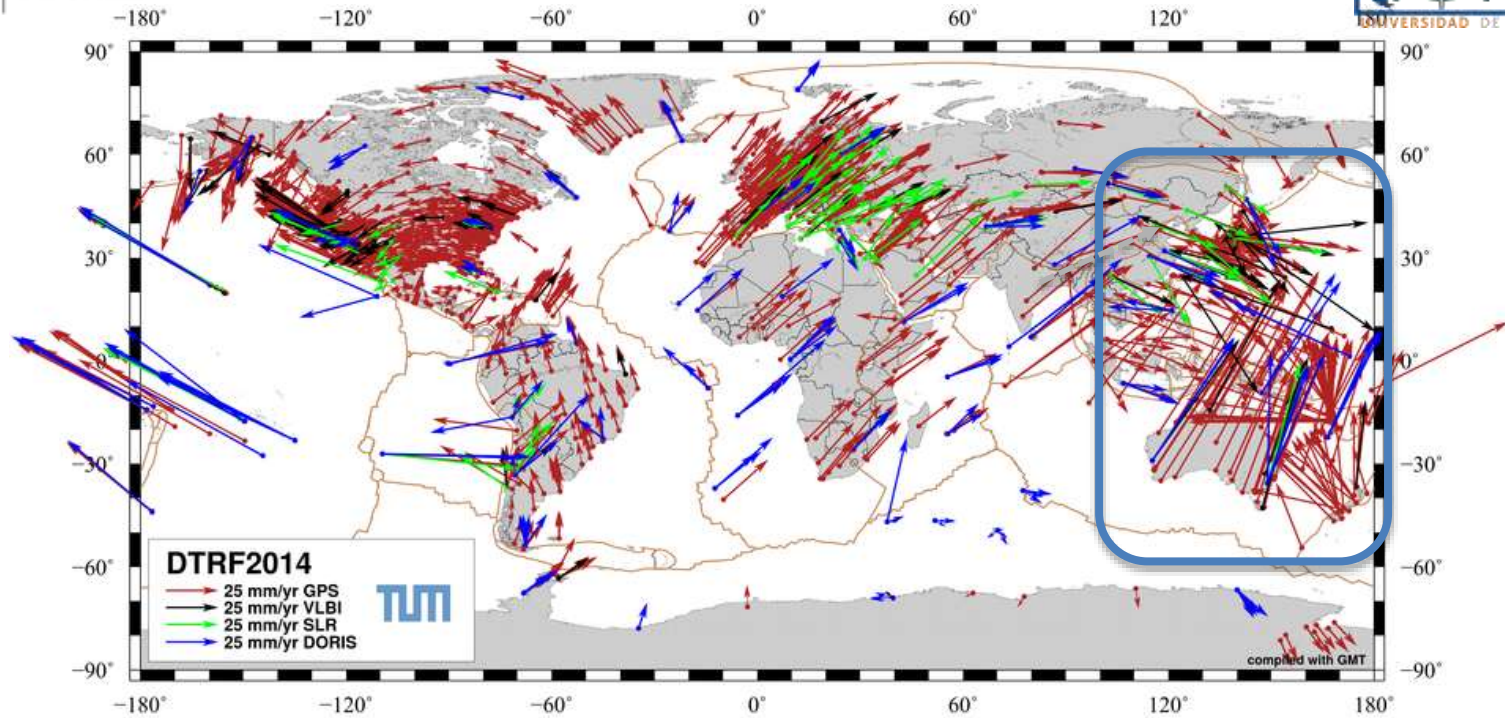 −180˚ −120˚ −60˚ 0˚ 60˚ 120˚ 180˚
UNIVERSIDAD DE
90˚ 90˚
60˚ 60˚
30˚ 30˚
0˚ 0˚
−30˚ −30˚
−60˚ −60˚
−90˚ −90˚
DTRF2014
25 mm/yr GPS
25 mm/yr VLBI
25 mm/yr SLR
25 mm/yr DORIS
TUM
compiled with GMT
−180˚ −120˚ −60˚ 0˚ 60˚ 120˚ 180˚